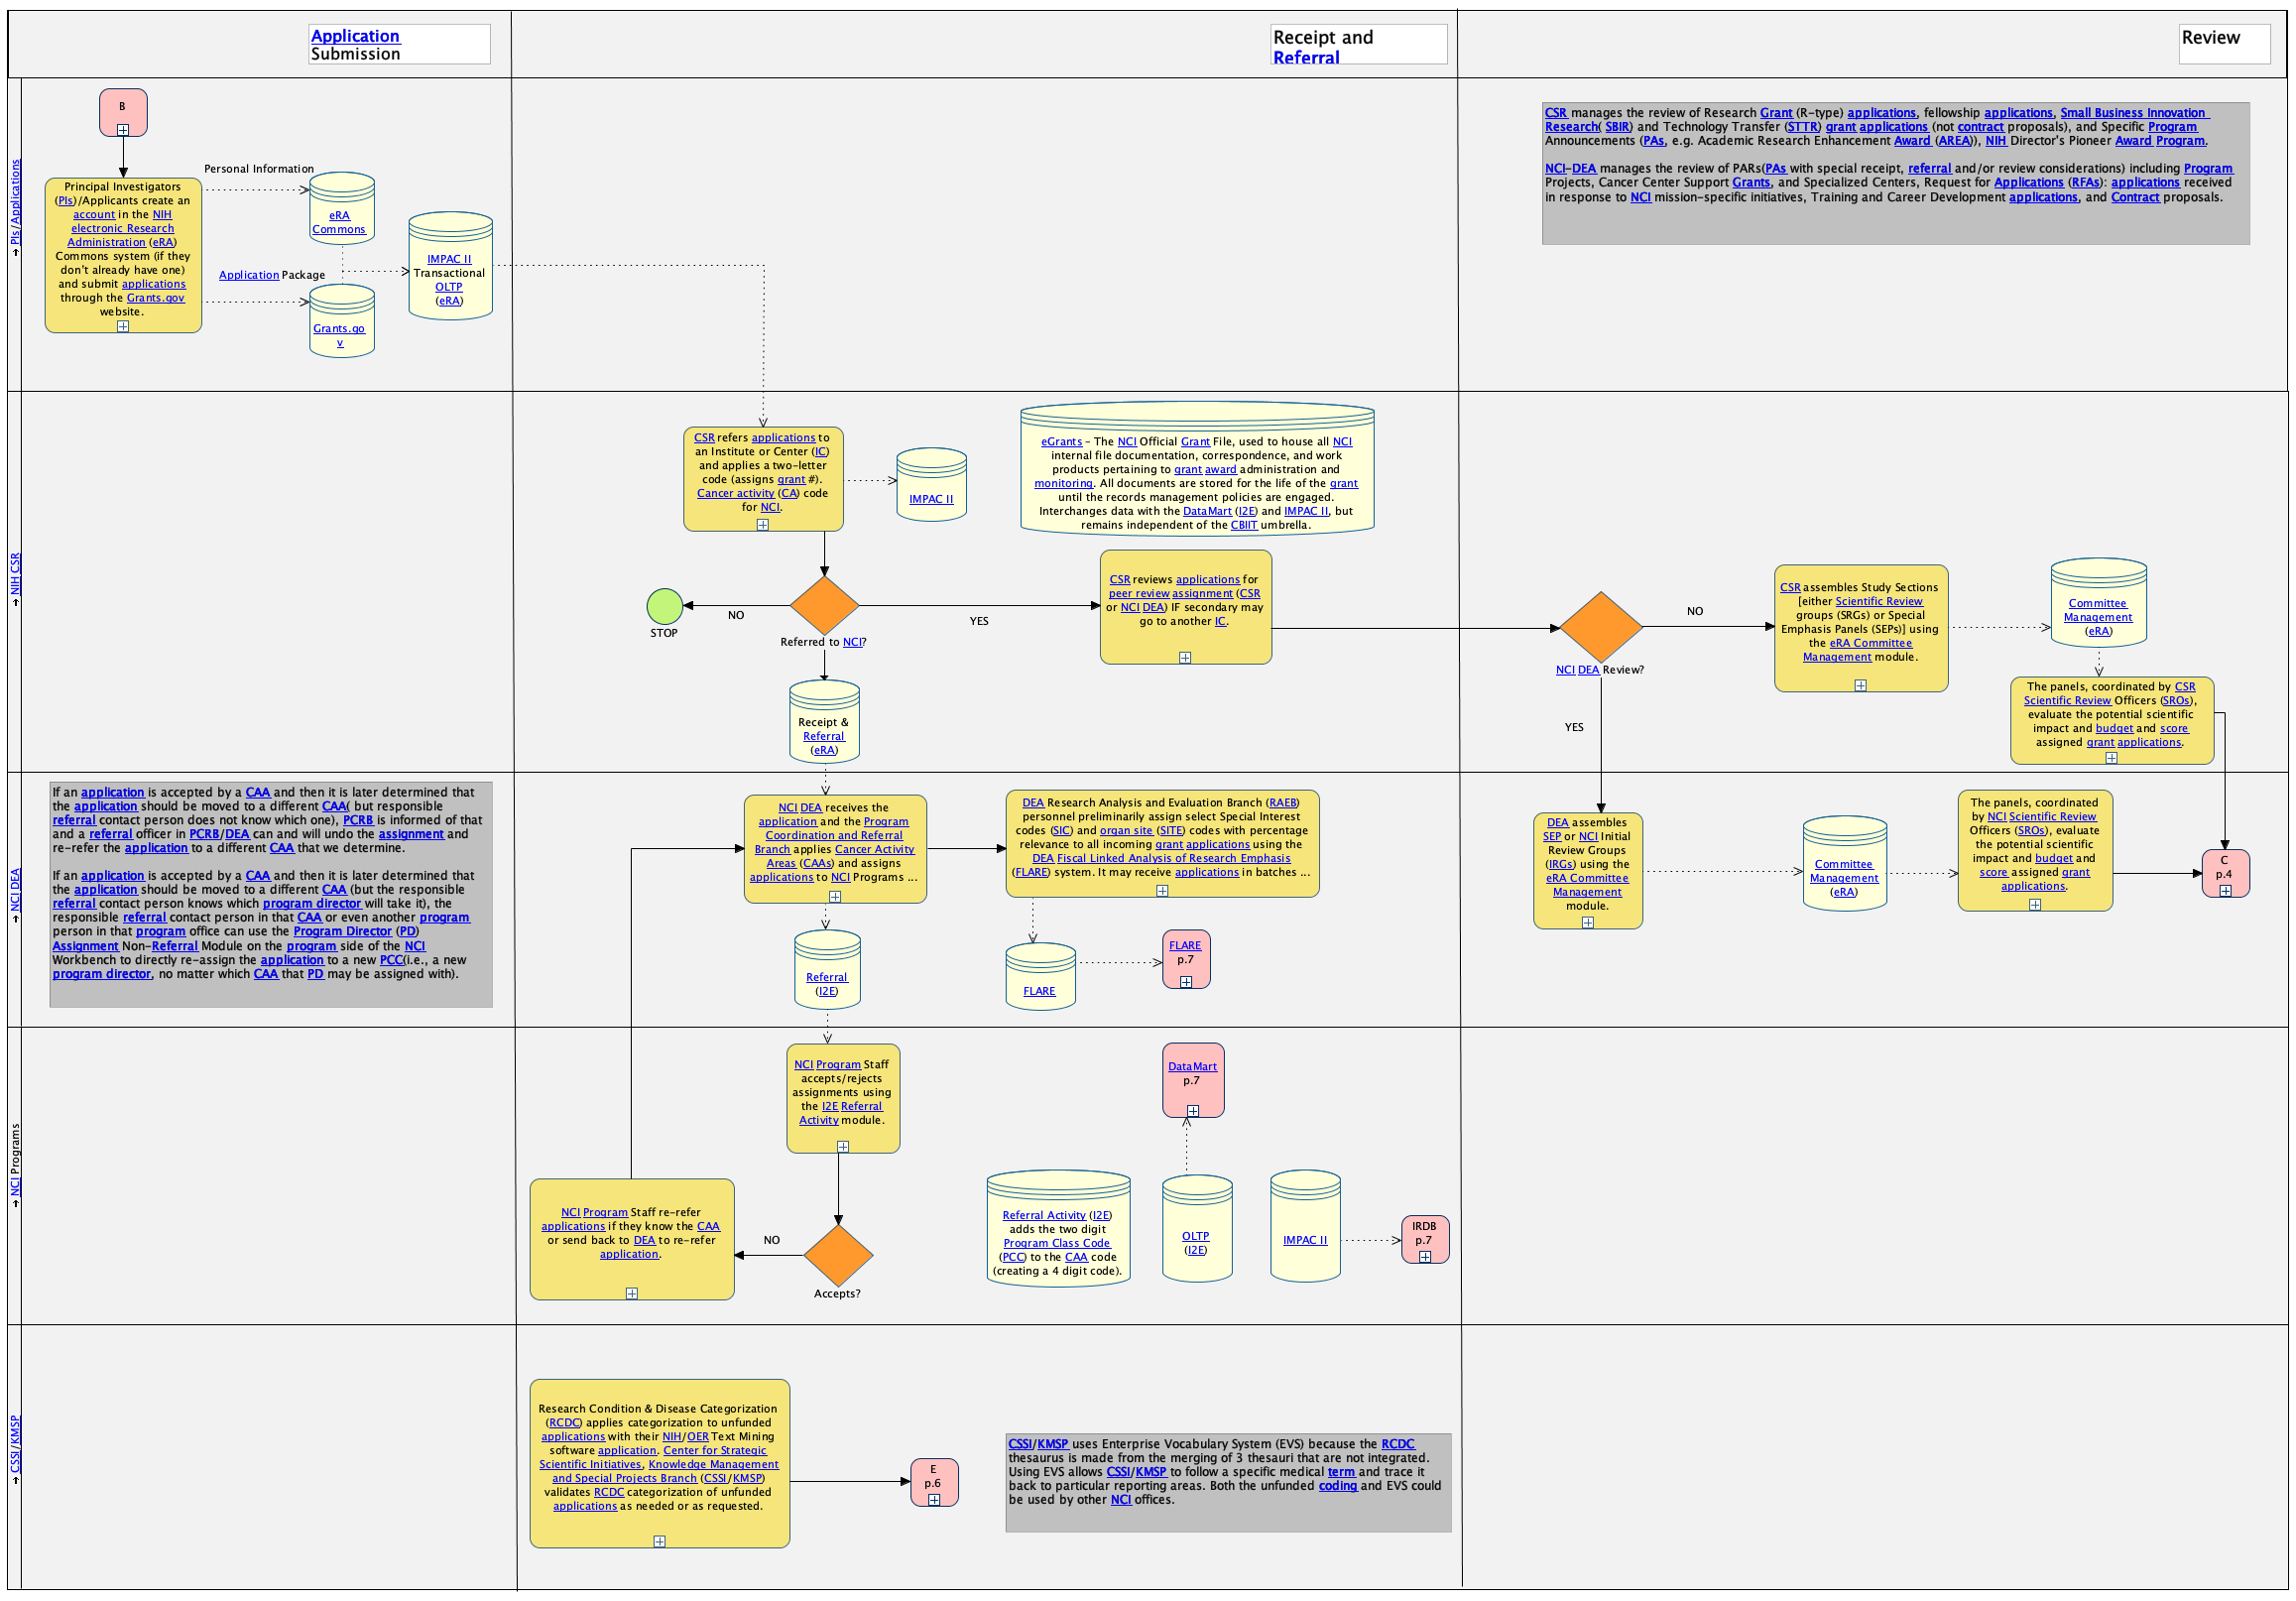 Application
Submission
Receipt and
Referral
Review
PIs/Applications
B
Principal Investigators
(PIs)/Applicants create an
account in the NIH
electronic Research
Administration (eRA)
Commons system (if they
don't already have one)
and submit applications
through the Grants.gov
website.
Personal Information
eRA
Commons
Application Package
Grants.go
v
IMPAC II
Transactional
OLTP
(eRA)
CSR manages the review of Research Grant (R-type) applications, fellowship applications, Small Business Innovation
Research( SBIR) and Technology Transfer (STTR) grant applications (not contract proposals), and Specific Program
Announcements (PAs, e.g. Academic Research Enhancement Award (AREA)), NIH Director's Pioneer Award Program.
NCI-DEA manages the review of PARs(PAs with special receipt, referral and/or review considerations) including Program
Projects, Cancer Center Support Grants, and Specialized Centers, Request for Applications (RFAs): applications received
in response to NCI mission-specific initiatives, Training and Career Development applications, and Contract proposals.
NIH CSR
CSR refers applications to
an Institute or Center (IC)
and applies a two-letter
code (assigns grant #).
Cancer activity (CA) code
for NCI.
IMPAC II
eGrants - The NCI Official Grant File, used to house all NCI
internal file documentation, correspondence, and work
products pertaining to grant award administration and
monitoring. All documents are stored for the life of the grant
until the records management policies are engaged.
Interchanges data with the DataMart (I2E) and IMPAC II, but
remains independent of the CBIIT umbrella.
STOP
NO
Referred to NCI?
YES
CSR reviews applications for
peer review assignment (CSR
or NCI DEA) IF secondary may
go to another IC.
Receipt &
Referral
(eRA)
NCI DEA Review?
NO
YES
CSR assembles Study Sections
[either Scientific Review
groups (SRGs) or Special
Emphasis Panels (SEPs)] using
the eRA Committee
Management module.
Committee
Management
(eRA)
The panels, coordinated by CSR
Scientific Review Officers (SROs),
evaluate the potential scientific
impact and budget and score
assigned grant applications.
NCI DEA
If an application is accepted by a CAA and then it is later determined that
the application should be moved to a different CAA( but responsible
referral contact person does not know which one), PCRB is informed of that
and a referral officer in PCRB/DEA can and will undo the assignment and
re-refer the application to a different CAA that we determine.
If an application is accepted by a CAA and then it is later determined that
the application should be moved to a different CAA (but the responsible
referral contact person knows which program director will take it), the
responsible referral contact person in that CAA or even another program
person in that program office can use the Program Director (PD)
Assignment Non-Referral Module on the program side of the NCI
Workbench to directly re-assign the application to a new PCC(i.e., a new
program director, no matter which CAA that PD may be assigned with).
NCI DEA receives the
application and the Program
Coordination and Referral
Branch applies Cancer Activity
Areas (CAAs) and assigns
applications to NCI Programs ...
DEA Research Analysis and Evaluation Branch (RAEB)
personnel preliminarily assign select Special Interest
codes (SIC) and organ site (SITE) codes with percentage
relevance to all incoming grant applications using the
DEA Fiscal Linked Analysis of Research Emphasis
(FLARE) system. It may receive applications in batches ...
Referral
(I2E)
FLARE
FLARE
p.7
DEA assembles
SEP or NCI Initial
Review Groups
(IRGs) using the
eRA Committee
Management
module.
Committee
Management
(eRA)
The panels, coordinated
by NCI Scientific Review
Officers (SROs), evaluate
the potential scientific
impact and budget and
score assigned grant
applications.
C
p.4
NCI Programs
NCI Program Staff
accepts/rejects
assignments using
the I2E Referral
Activity module.
NCI Program Staff re-refer
applications if they know the CAA
or send back to DEA to re-refer
application.
NO
Accepts?
Referral Activity (I2E)
adds the two digit
Program Class Code
(PCC) to the CAA code
(creating a 4 digit code).
DataMart
p.7
OLTP
(I2E)
IMPAC II
IRDB
p.7
CSSI/KMSP
Research Condition & Disease Categorization
(RCDC) applies categorization to unfunded
applications with their NIH/OER Text Mining
software application. Center for Strategic
Scientific Initiatives, Knowledge Management
and Special Projects Branch (CSSI/KMSP)
validates RCDC categorization of unfunded
applications as needed or as requested.
E
p.6
CSSI/KMSP uses Enterprise Vocabulary System (EVS) because the RCDC
thesaurus is made from the merging of 3 thesauri that are not integrated.
Using EVS allows CSSI/KMSP to follow a specific medical term and trace it
back to particular reporting areas. Both the unfunded coding and EVS could
be used by other NCI offices.